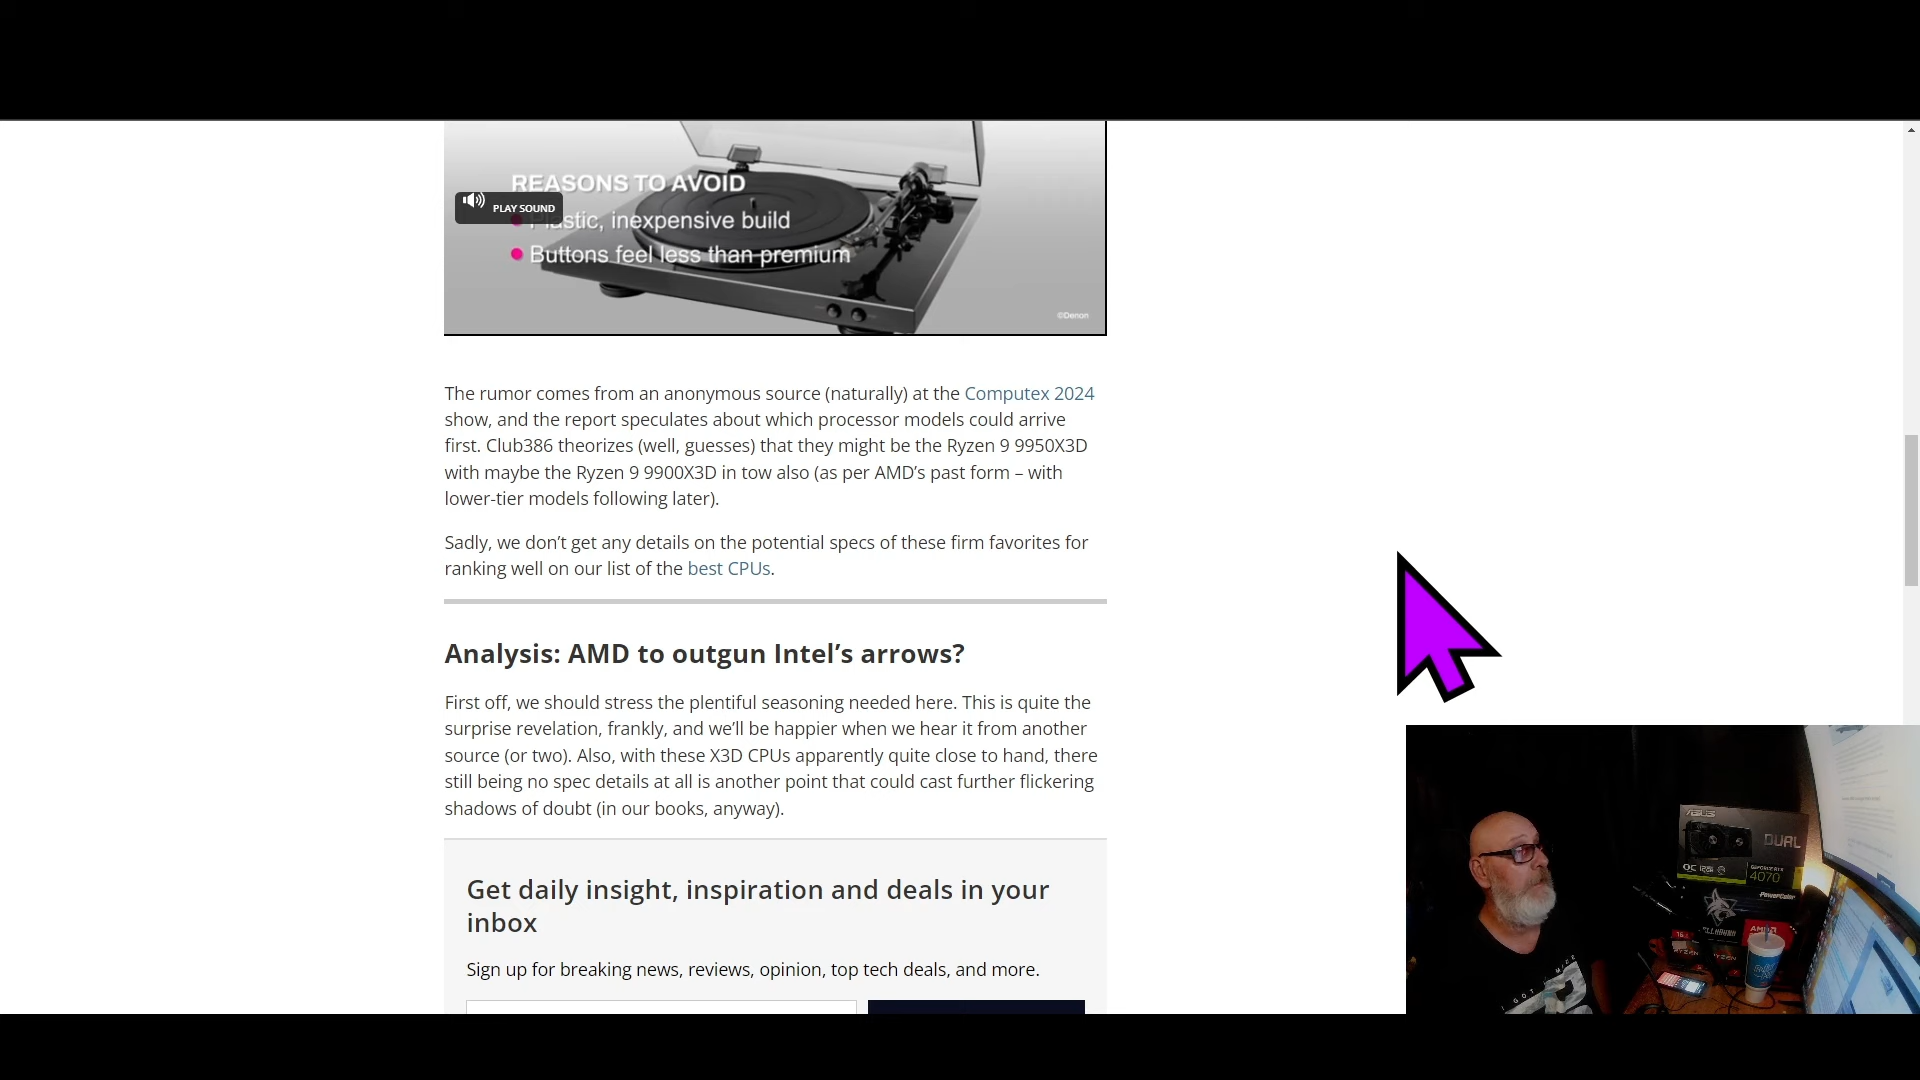 REASONS TO AVOID
PLAY SOUND
Plastic, inexpensive build
Buttons feel less than premium
©Denon
The rumor comes from an anonymous source (naturally) at the Computex 2024
show, and the report speculates about which processor models could arrive
first. Club386 theorizes (well, guesses) that they might be the Ryzen 9 9950X3D
with maybe the Ryzen 9 9900X3D in tow also (as per AMD’s past form – with
lower-tier models following later).
Sadly, we don’t get any details on the potential specs of these firm favorites for
ranking well on our list of the best CPUs.
Analysis: AMD to outgun Intel’s arrows?
First off, we should stress the plentiful seasoning needed here. This is quite the
surprise revelation, frankly, and we’ll be happier when we hear it from another
source (or two). Also, with these X3D CPUs apparently quite close to hand, there
still being no spec details at all is another point that could cast further flickering
shadows of doubt (in our books, anyway).
Get daily insight, inspiration and deals in your
inbox
Sign up for breaking news, reviews, opinion, top tech deals, and more.
ASUS
DUAL
GEFORCE RTX
4070
PowerColor
AMD
RYZEN
I GOT